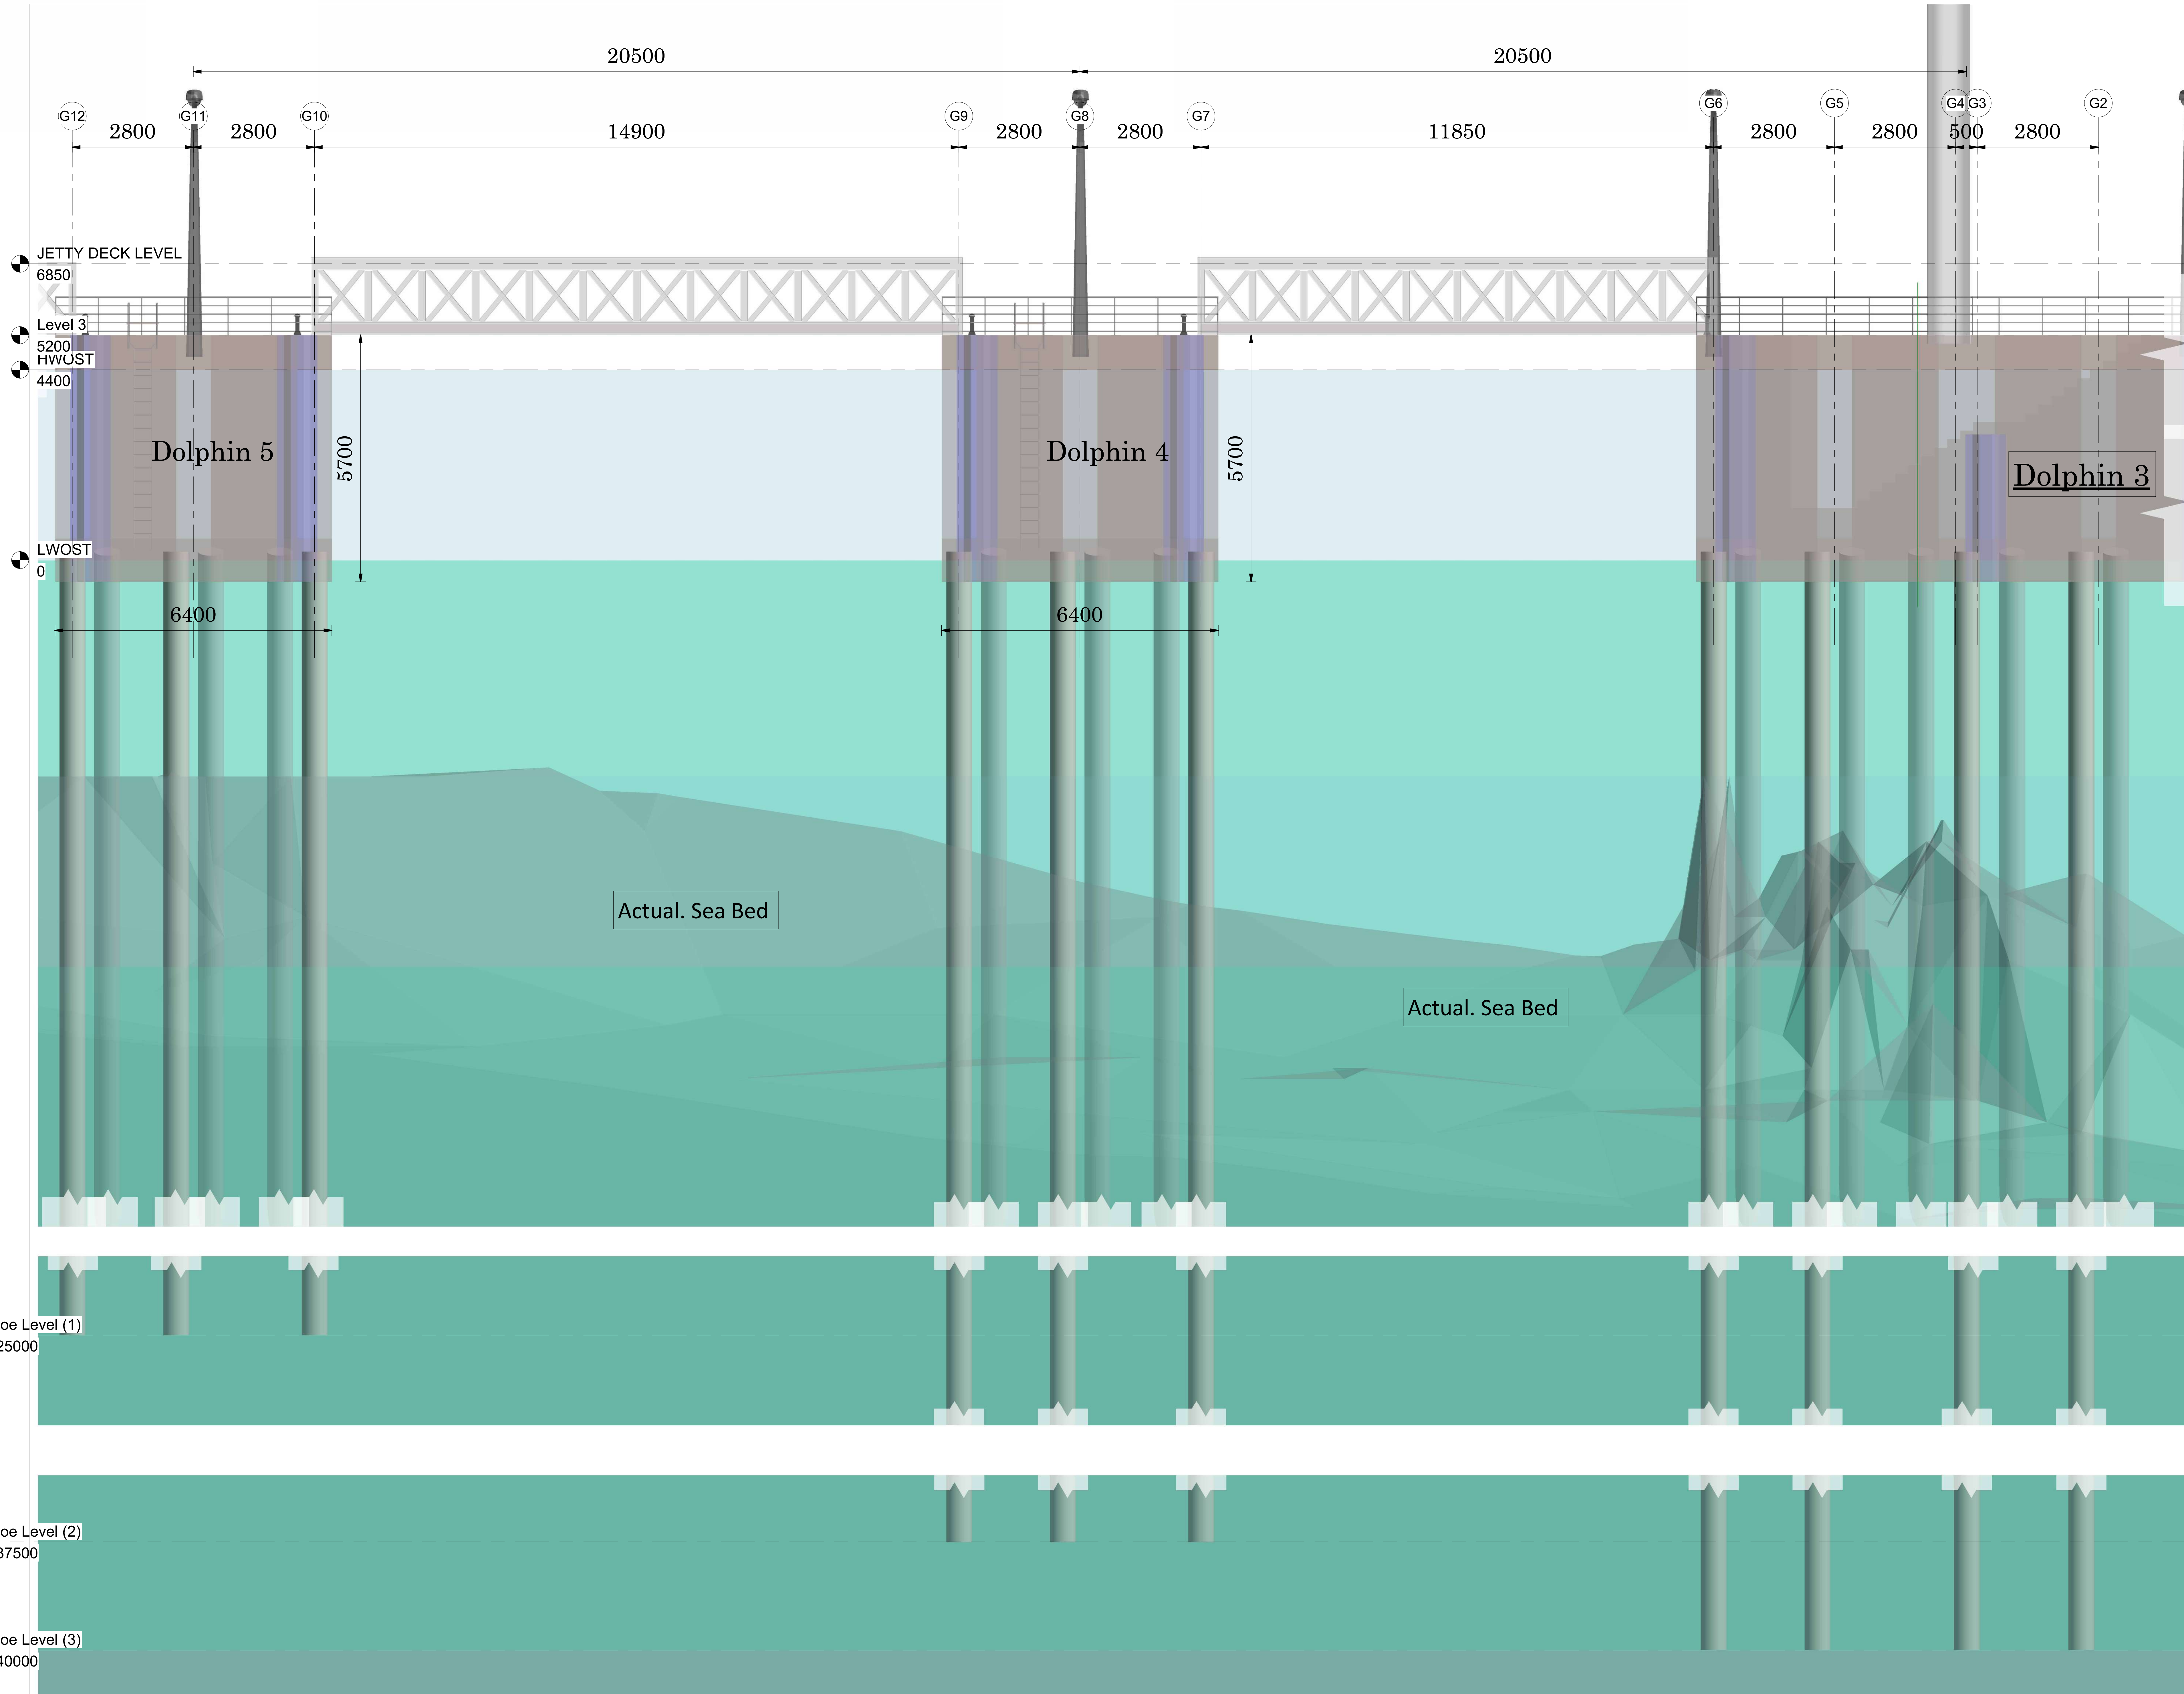 20500
20500
G12
G11
G10
G9
G8
G7
G6
G5
G4
G3
G2
2800
2800
14900
2800
2800
11850
2800
2800
500
2800
JETTY DECK LEVEL
6850
Level 3
5200
HWOST
4400
Dolphin 5
5700
Dolphin 4
5700
Dolphin 3
LWOST
0
6400
6400
Actual. Sea Bed
Actual. Sea Bed
oe Level (1)
25000
oe Level (2)
37500
oe Level (3)
40000